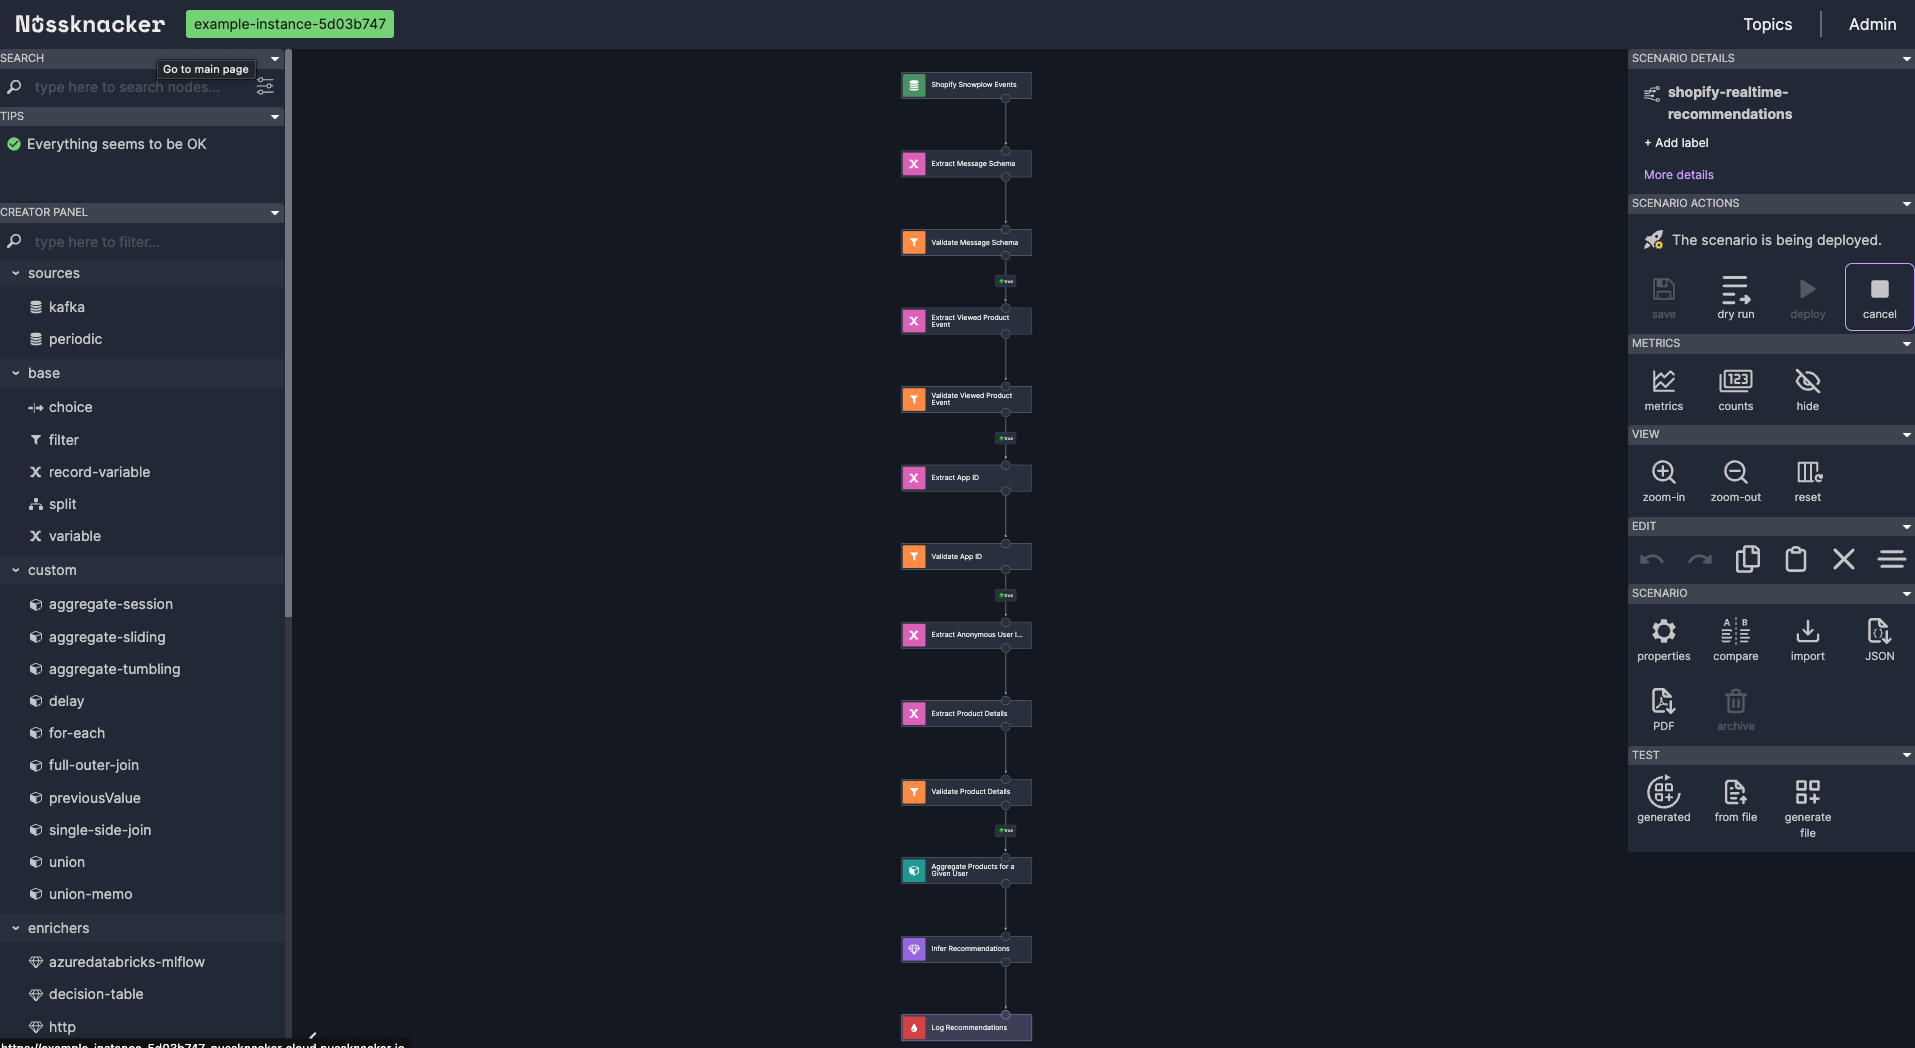 Nussknacker
example-instance-5d03b747
Topics
Admin
SEARCH
Go to main page
type here to search nodes...
TIPS
Everything seems to be OK
CREATOR PANEL
type here to filter...
sources
kafka
periodic
base
choice
filter
record-variable
split
variable
custom
aggregate-session
aggregate-sliding
aggregate-tumbling
delay
for-each
full-outer-join
previousValue
single-side-join
union
union-memo
enrichers
azuredatabricks-mlflow
decision-table
http
Shopify Snowplow Events
Extract Message Schema
Validate Message Schema
true
Extract Viewed Product
Event
Validate Viewed Product
Event
true
Extract App ID
Validate App ID
true
Extract Anonymous User I...
Extract Product Details
Validate Product Details
true
Aggregate Products for a
Given User
Infer Recommendations
Log Recommendations
SCENARIO DETAILS
shopify-realtime-
recommendations
+ Add label
More details
SCENARIO ACTIONS
The scenario is being deployed.
save
dry run
deploy
cancel
METRICS
metrics
123
counts
hide
VIEW
zoom-in
zoom-out
reset
EDIT
SCENARIO
properties
A B
compare
import
JSON
PDF
archive
TEST
generated
from file
generate
file